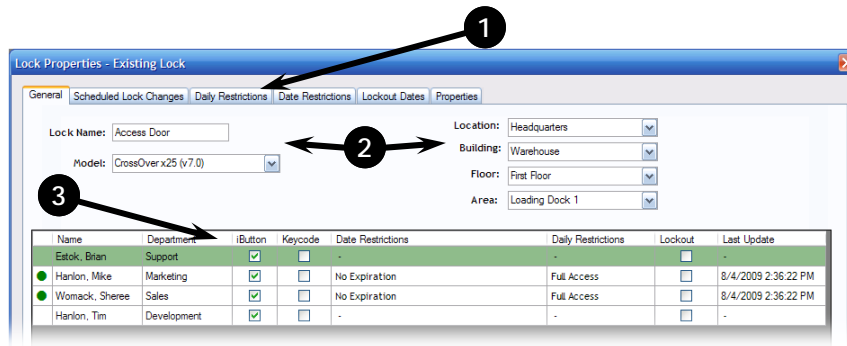 1
Lock Properties - Existing Lock
General Scheduled Lock Changes Daily Restrictions Date Restrictions Lockout Dates Properties
Lock Name: Access Door
Model: CrossOver x25 (v7.0)
2
Location: Headquarters
Building: Warehouse
Floor: First Floor
Area: Loading Dock 1
3
Name Department iButton Keycode Date Restrictions Daily Restrictions Lockout Last Update
Estok, Brian Support - - -
Hanlon, Mike Marketing No Expiration Full Access 8/4/2009 2:36:22 PM
Womack, Sheree Sales No Expiration Full Access 8/4/2009 2:36:22 PM
Hanlon, Tim Development - - -